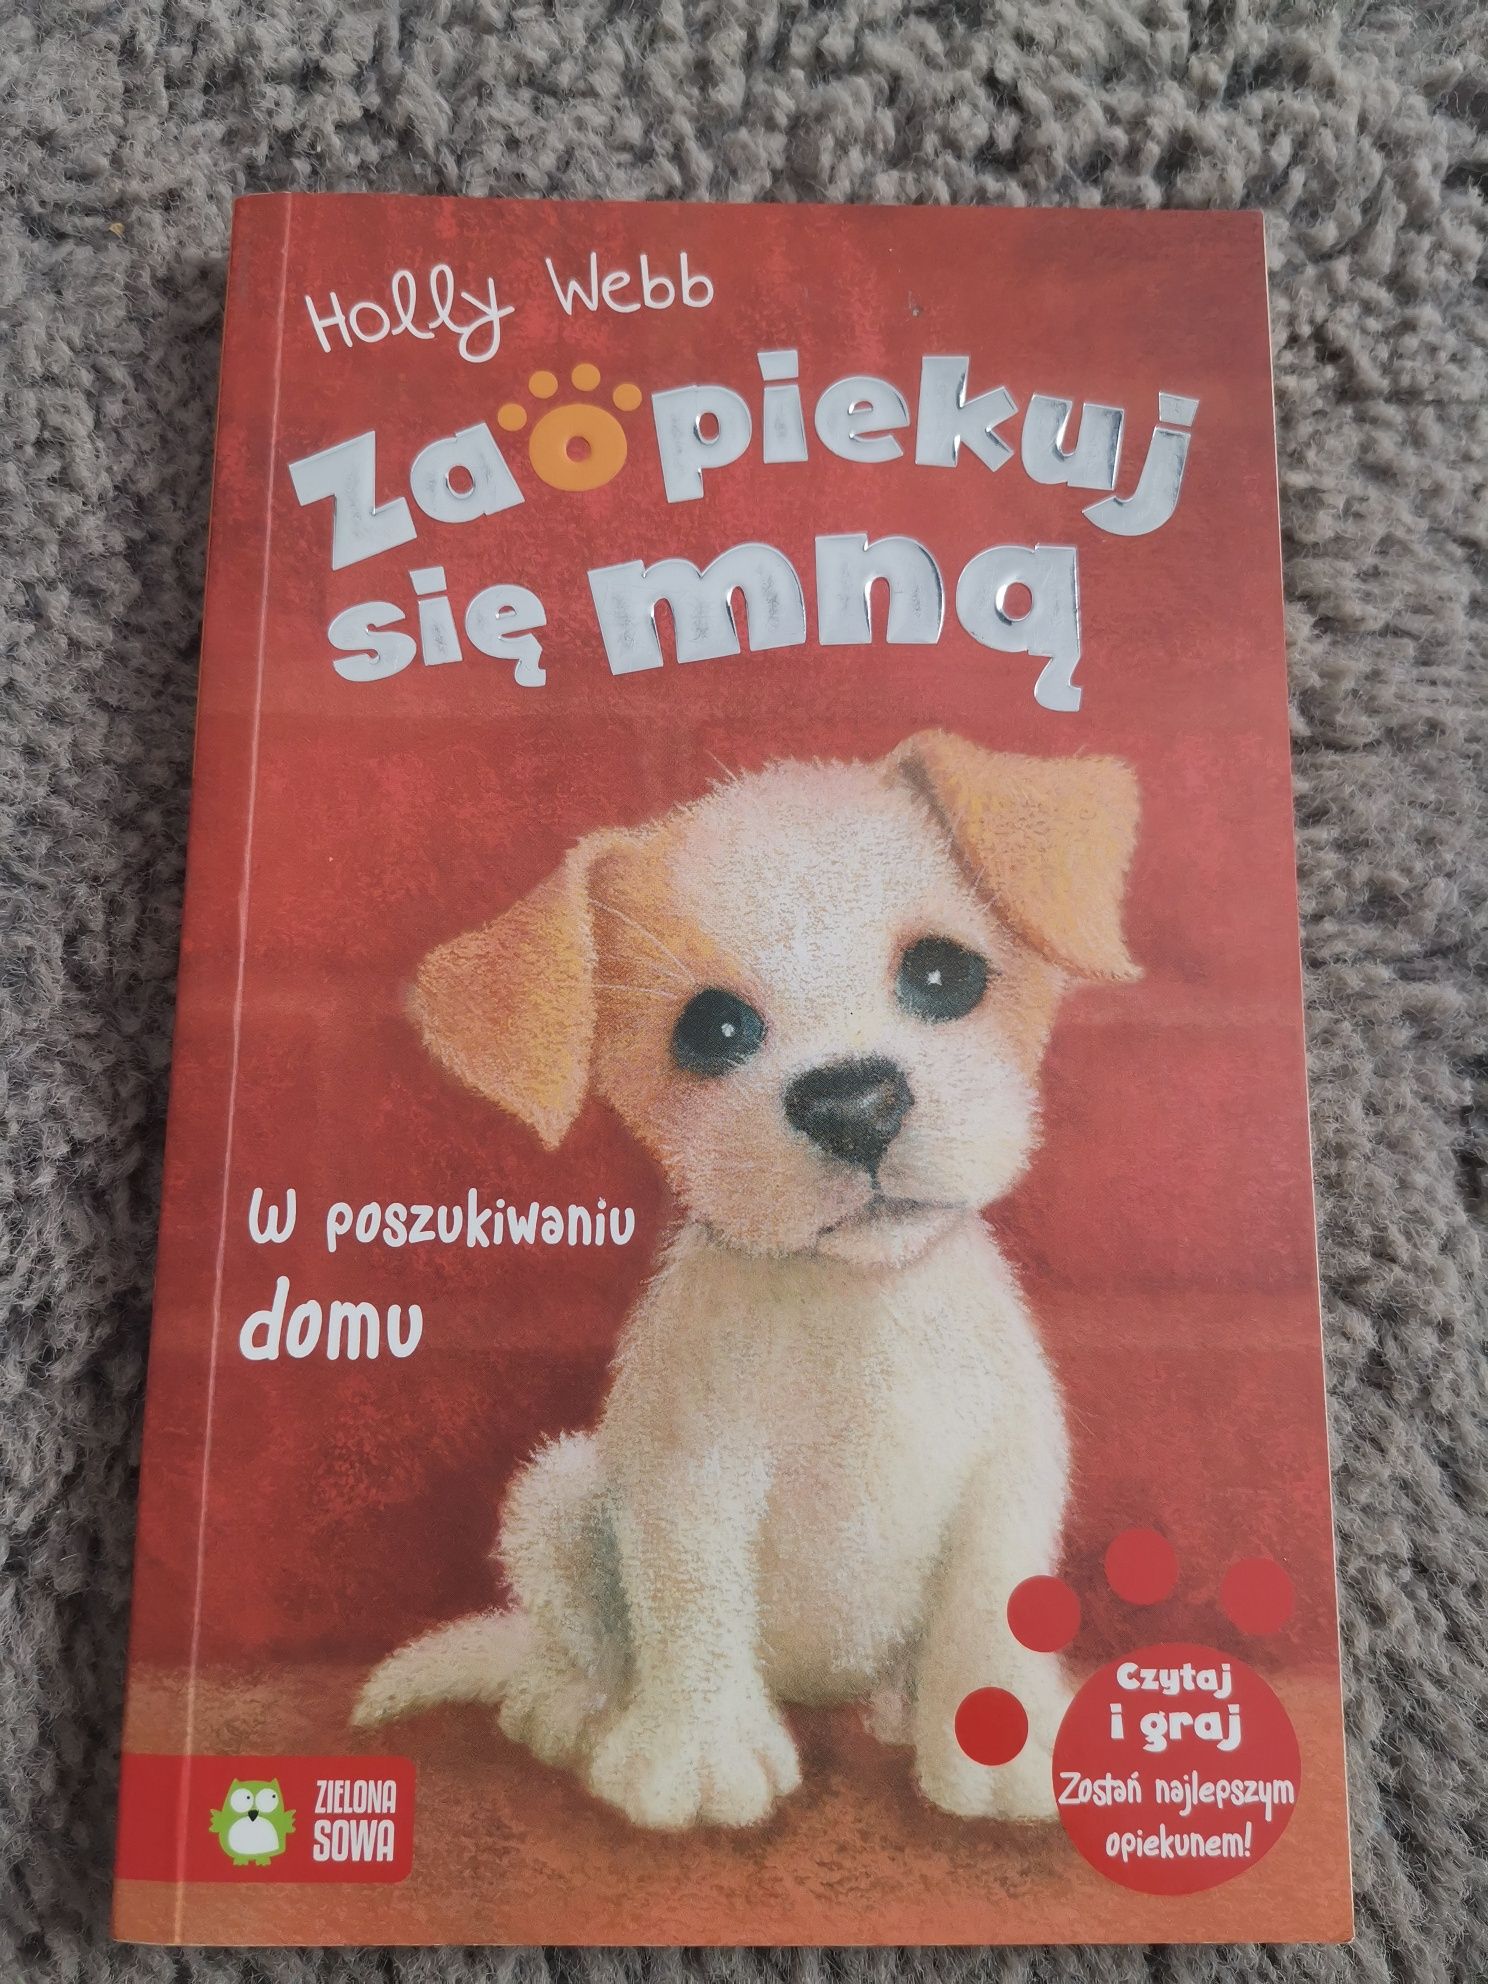 Holly Webb
Zaopiekuj
się mną
W poszukiwaniu
domu
Czytaj
i graj
Zostań najlepszym
opiekunem!
ZIELONA
SOWA